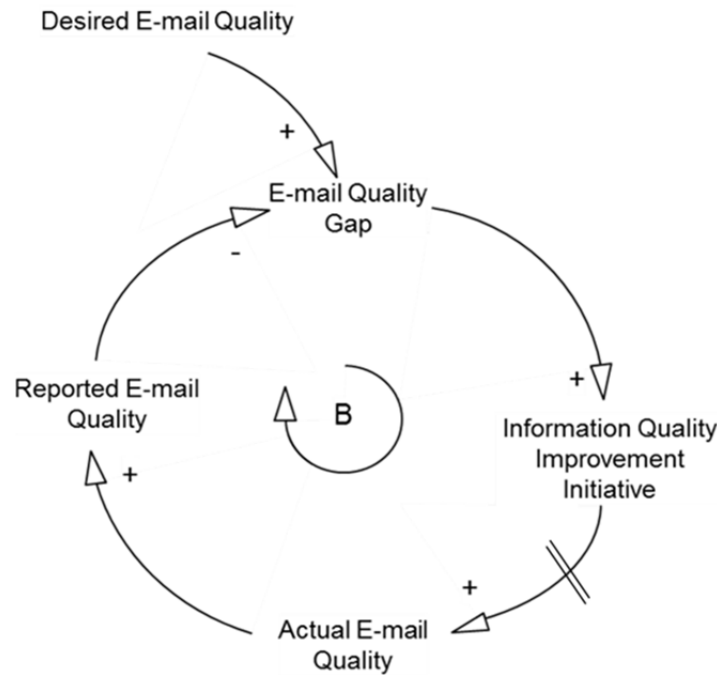 Desired E-mail Quality
+
E-mail Quality
Gap
-
+
Reported E-mail
Quality
B
Information Quality
Improvement
Initiative
+
+
Actual E-mail
Quality